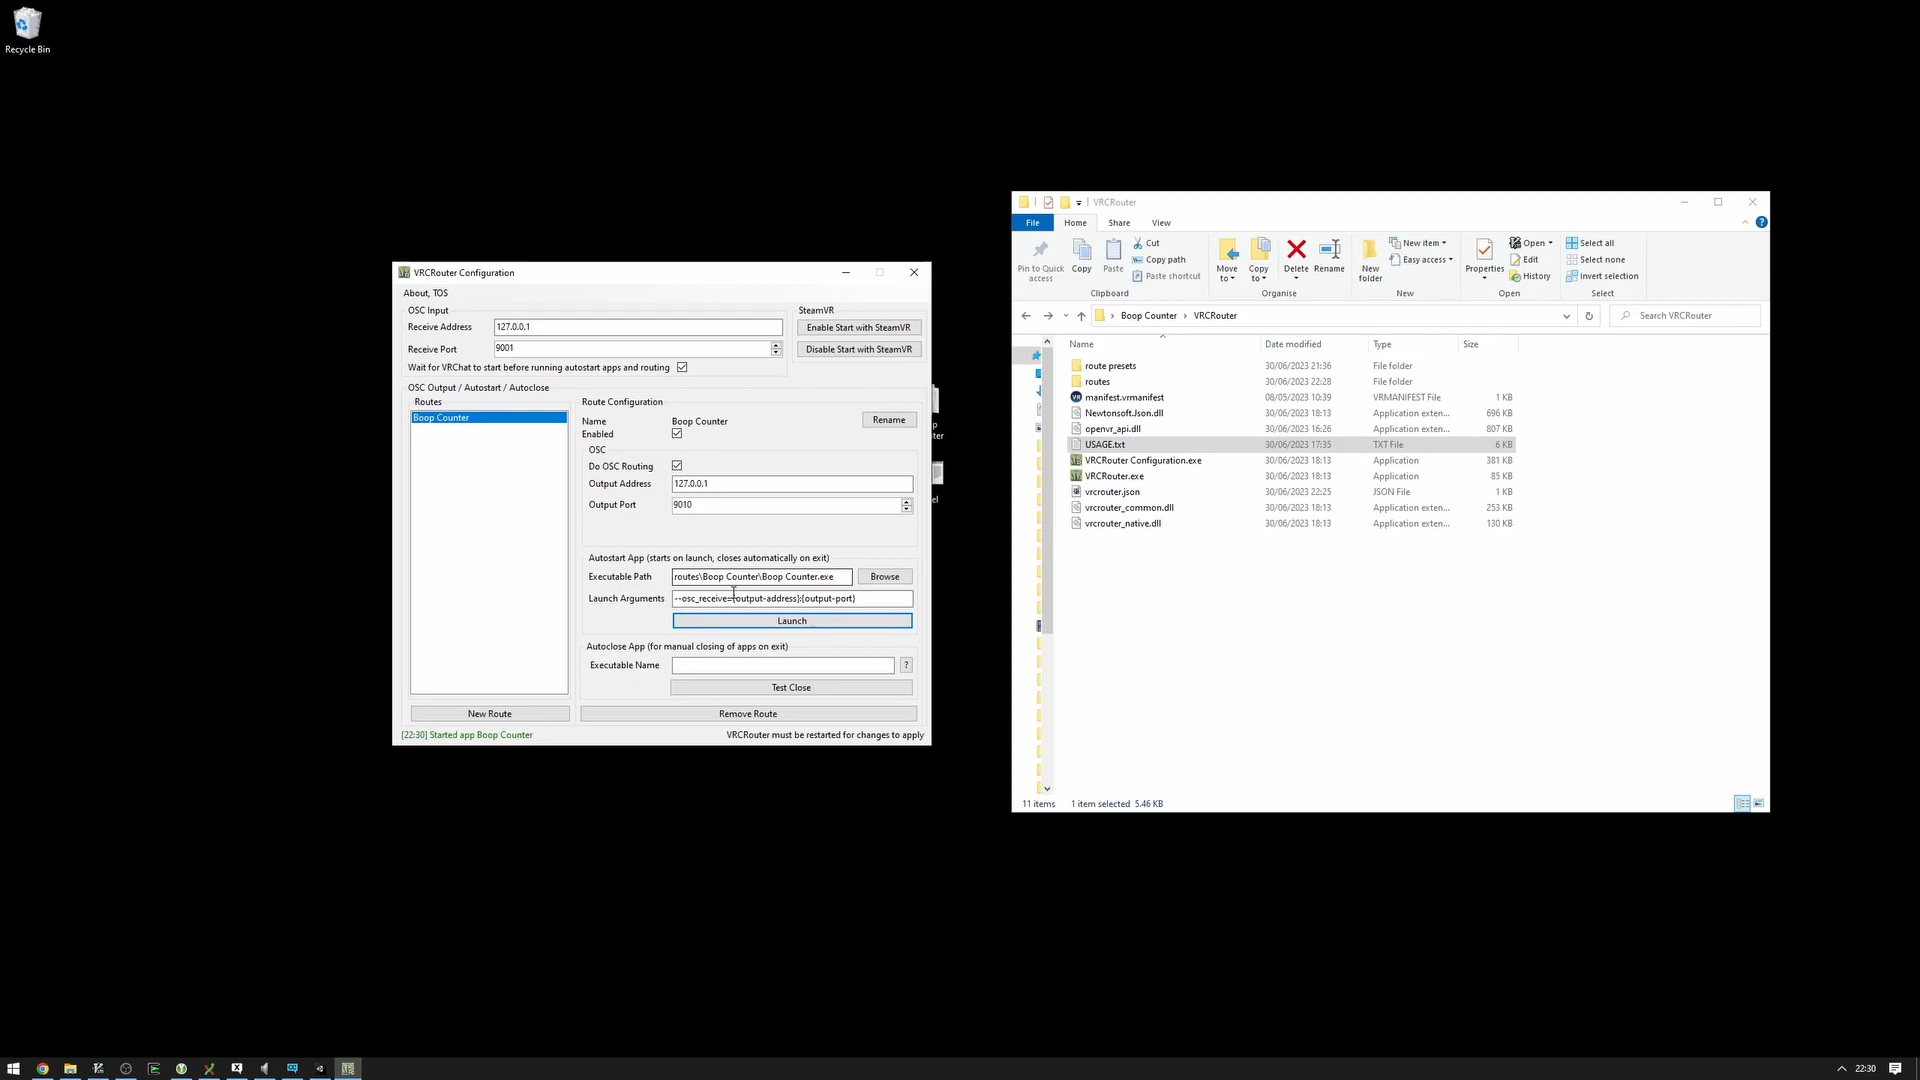 Recycle Bin
VRCRouter Configuration
About, TOS
OSC Input
Receive Address 127.0.0.1
Receive Port 9001
Wait for VRChat to start before running autostart apps and routing
SteamVR
Enable Start with SteamVR
Disable Start with SteamVR
OSC Output / Autostart / Autoclose
Routes
Boop Counter
New Route
Route Configuration
Name Boop Counter Rename
Enabled
OSC
Do OSC Routing
Output Address 127.0.0.1
Output Port 9010
Autostart App (starts on launch, closes automatically on exit)
Executable Path routes\Boop Counter\Boop Counter.exe Browse
Launch Arguments --osc_receive={output-address}:{output-port}
Launch
Autoclose App (for manual closing of apps on exit)
Executable Name ?
Test Close
Remove Route
[22:30] Started app Boop Counter
VRCRouter must be restarted for changes to apply
VRCRouter
File Home Share View
Pin to Quick access
Copy
Paste
Cut
Copy path
Paste shortcut
Clipboard
Move to
Copy to
Delete
Rename
Organise
New folder
New item
Easy access
New
Properties
Open
Edit
History
Open
Select all
Select none
Invert selection
Select
Boop Counter › VRCRouter
Search VRCRouter
Name Date modified Type Size
route presets 30/06/2023 21:36 File folder
routes 30/06/2023 22:28 File folder
manifest.vrmanifest 08/05/2023 10:39 VRMANIFEST File 1 KB
Newtonsoft.Json.dll 30/06/2023 18:13 Application exten... 696 KB
openvr_api.dll 30/06/2023 16:26 Application exten... 807 KB
USAGE.txt 30/06/2023 17:35 TXT File 6 KB
VRCRouter Configuration.exe 30/06/2023 18:13 Application 381 KB
VRCRouter.exe 30/06/2023 18:13 Application 85 KB
vrcrouter.json 30/06/2023 22:25 JSON File 1 KB
vrcrouter_common.dll 30/06/2023 18:13 Application exten... 253 KB
vrcrouter_native.dll 30/06/2023 18:13 Application exten... 130 KB
11 items 1 item selected 5.46 KB
22:30